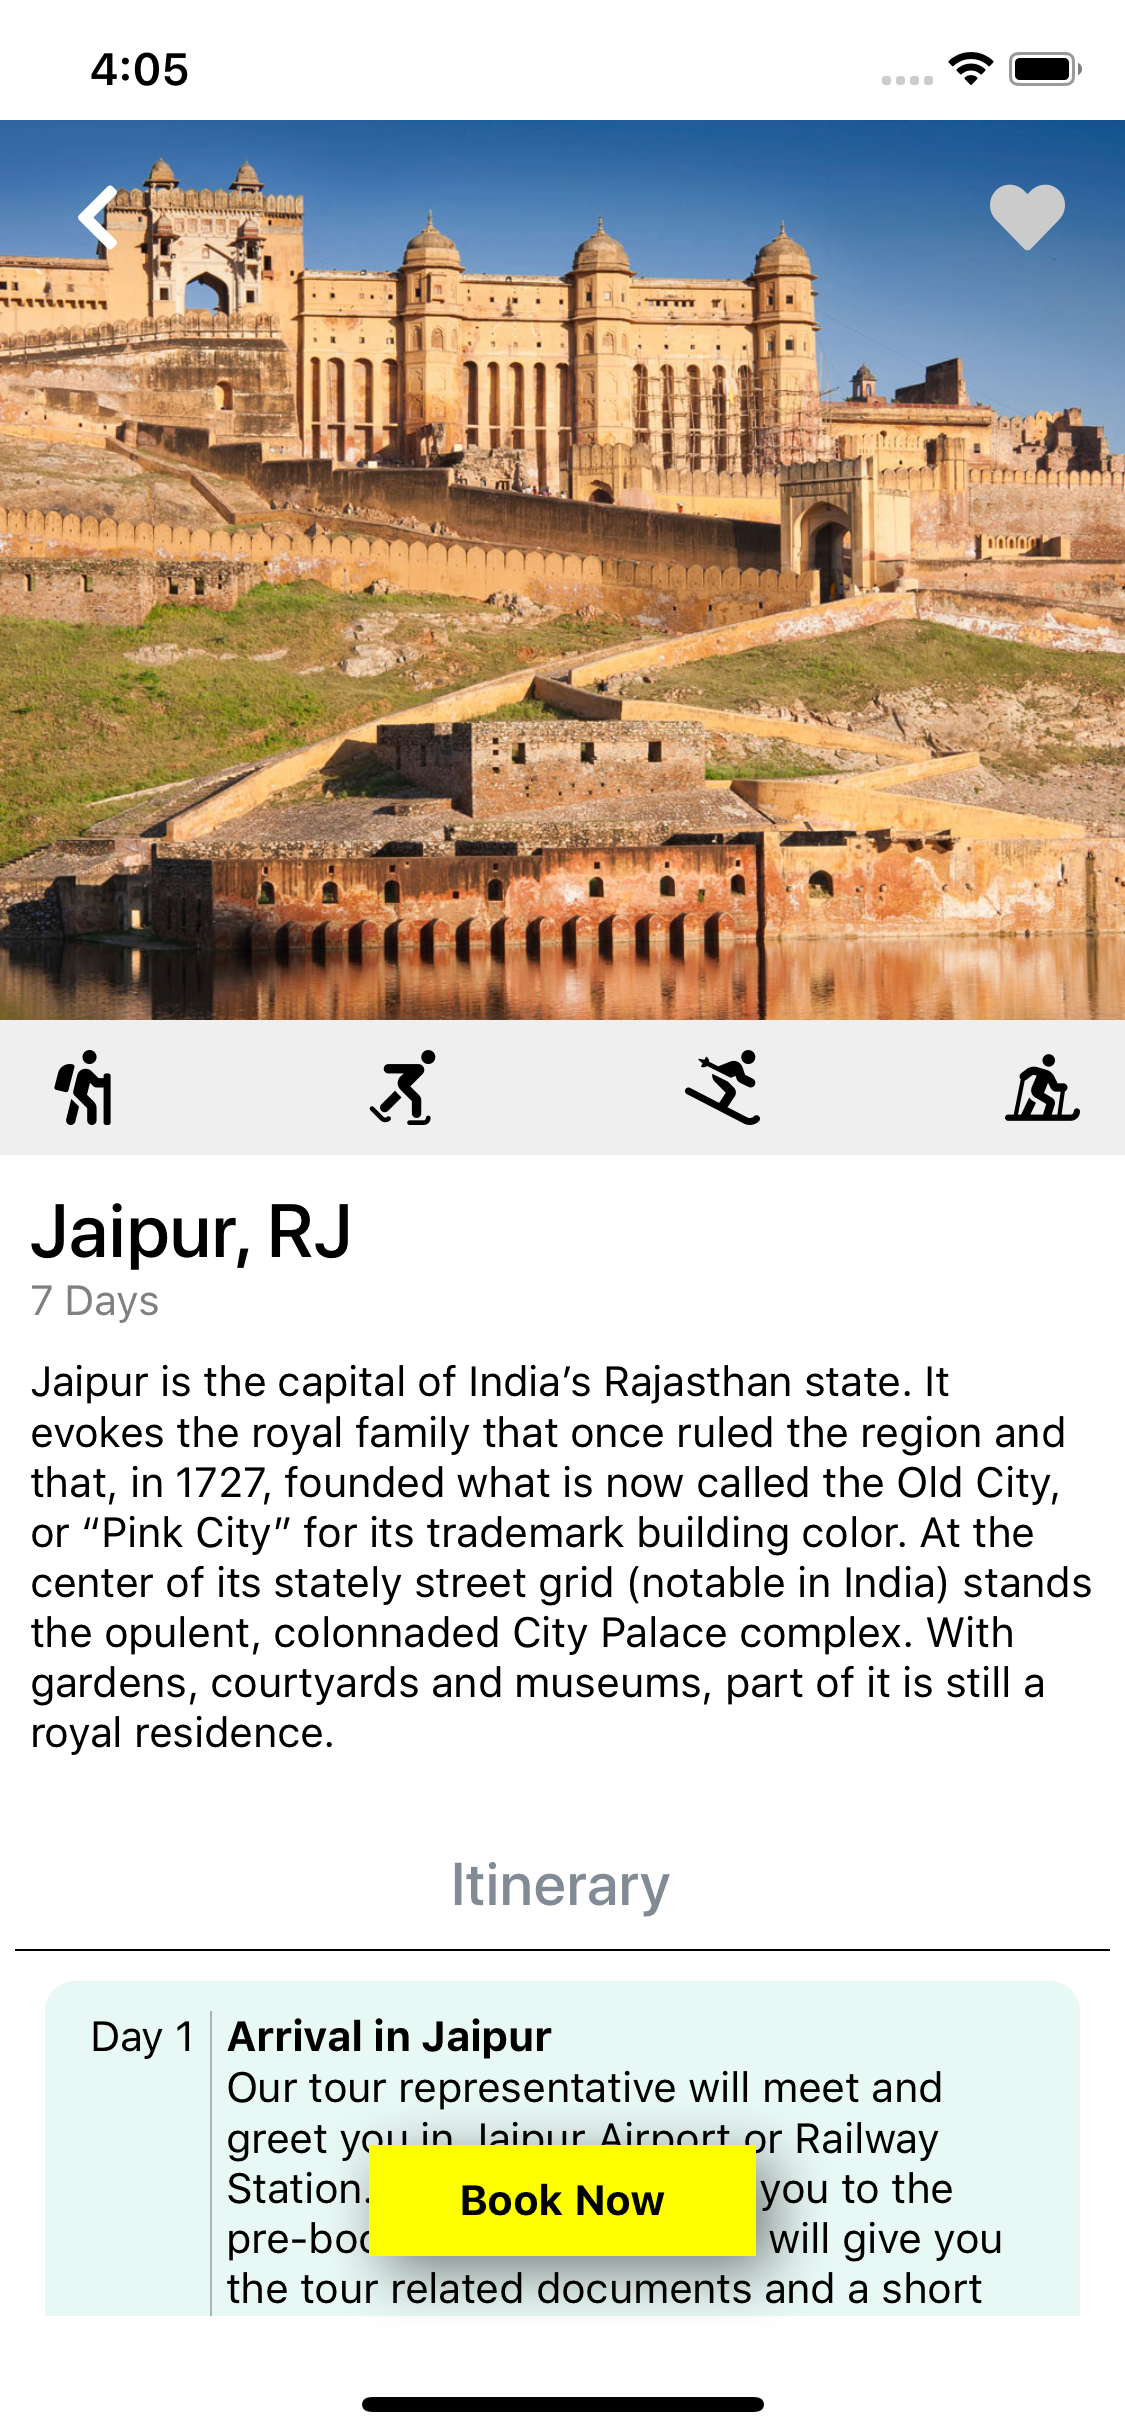 4:05
Jaipur, RJ
7 Days
Jaipur is the capital of India’s Rajasthan state. It
evokes the royal family that once ruled the region and
that, in 1727, founded what is now called the Old City,
or “Pink City” for its trademark building color. At the
center of its stately street grid (notable in India) stands
the opulent, colonnaded City Palace complex. With
gardens, courtyards and museums, part of it is still a
royal residence.
Itinerary
Day 1
Arrival in Jaipur
Our tour representative will meet and
greet you in Jaipur Airport or Railway
Station. you to the
will give you
the tour related documents and a short
Book Now